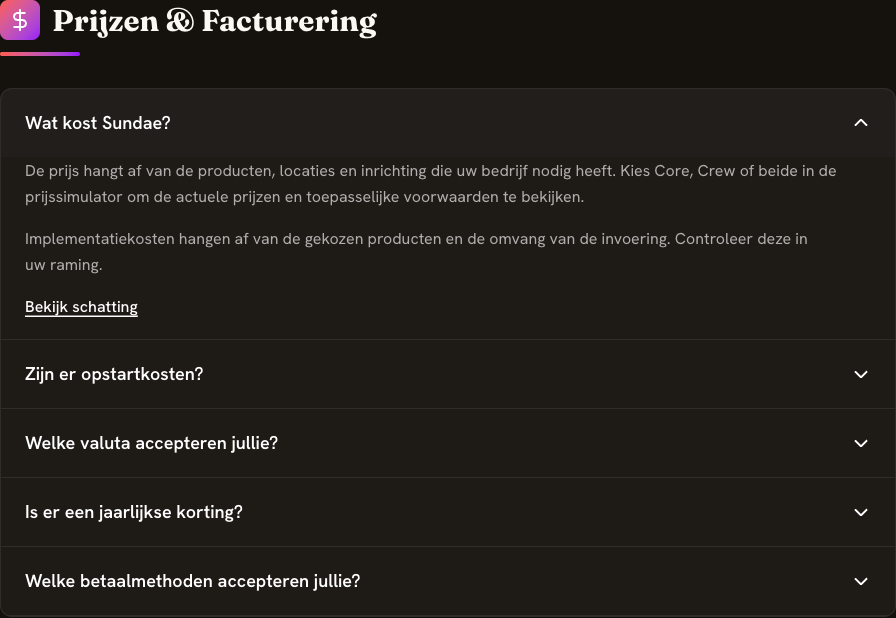 $ Prijzen & Facturering
Wat kost Sundae?
De prijs hangt af van de producten, locaties en inrichting die uw bedrijf nodig heeft. Kies Core, Crew of beide in de
prijssimulator om de actuele prijzen en toepasselijke voorwaarden te bekijken.
Implementatiekosten hangen af van de gekozen producten en de omvang van de invoering. Controleer deze in
uw raming.
Bekijk schatting
Zijn er opstartkosten?
Welke valuta accepteren jullie?
Is er een jaarlijkse korting?
Welke betaalmethoden accepteren jullie?